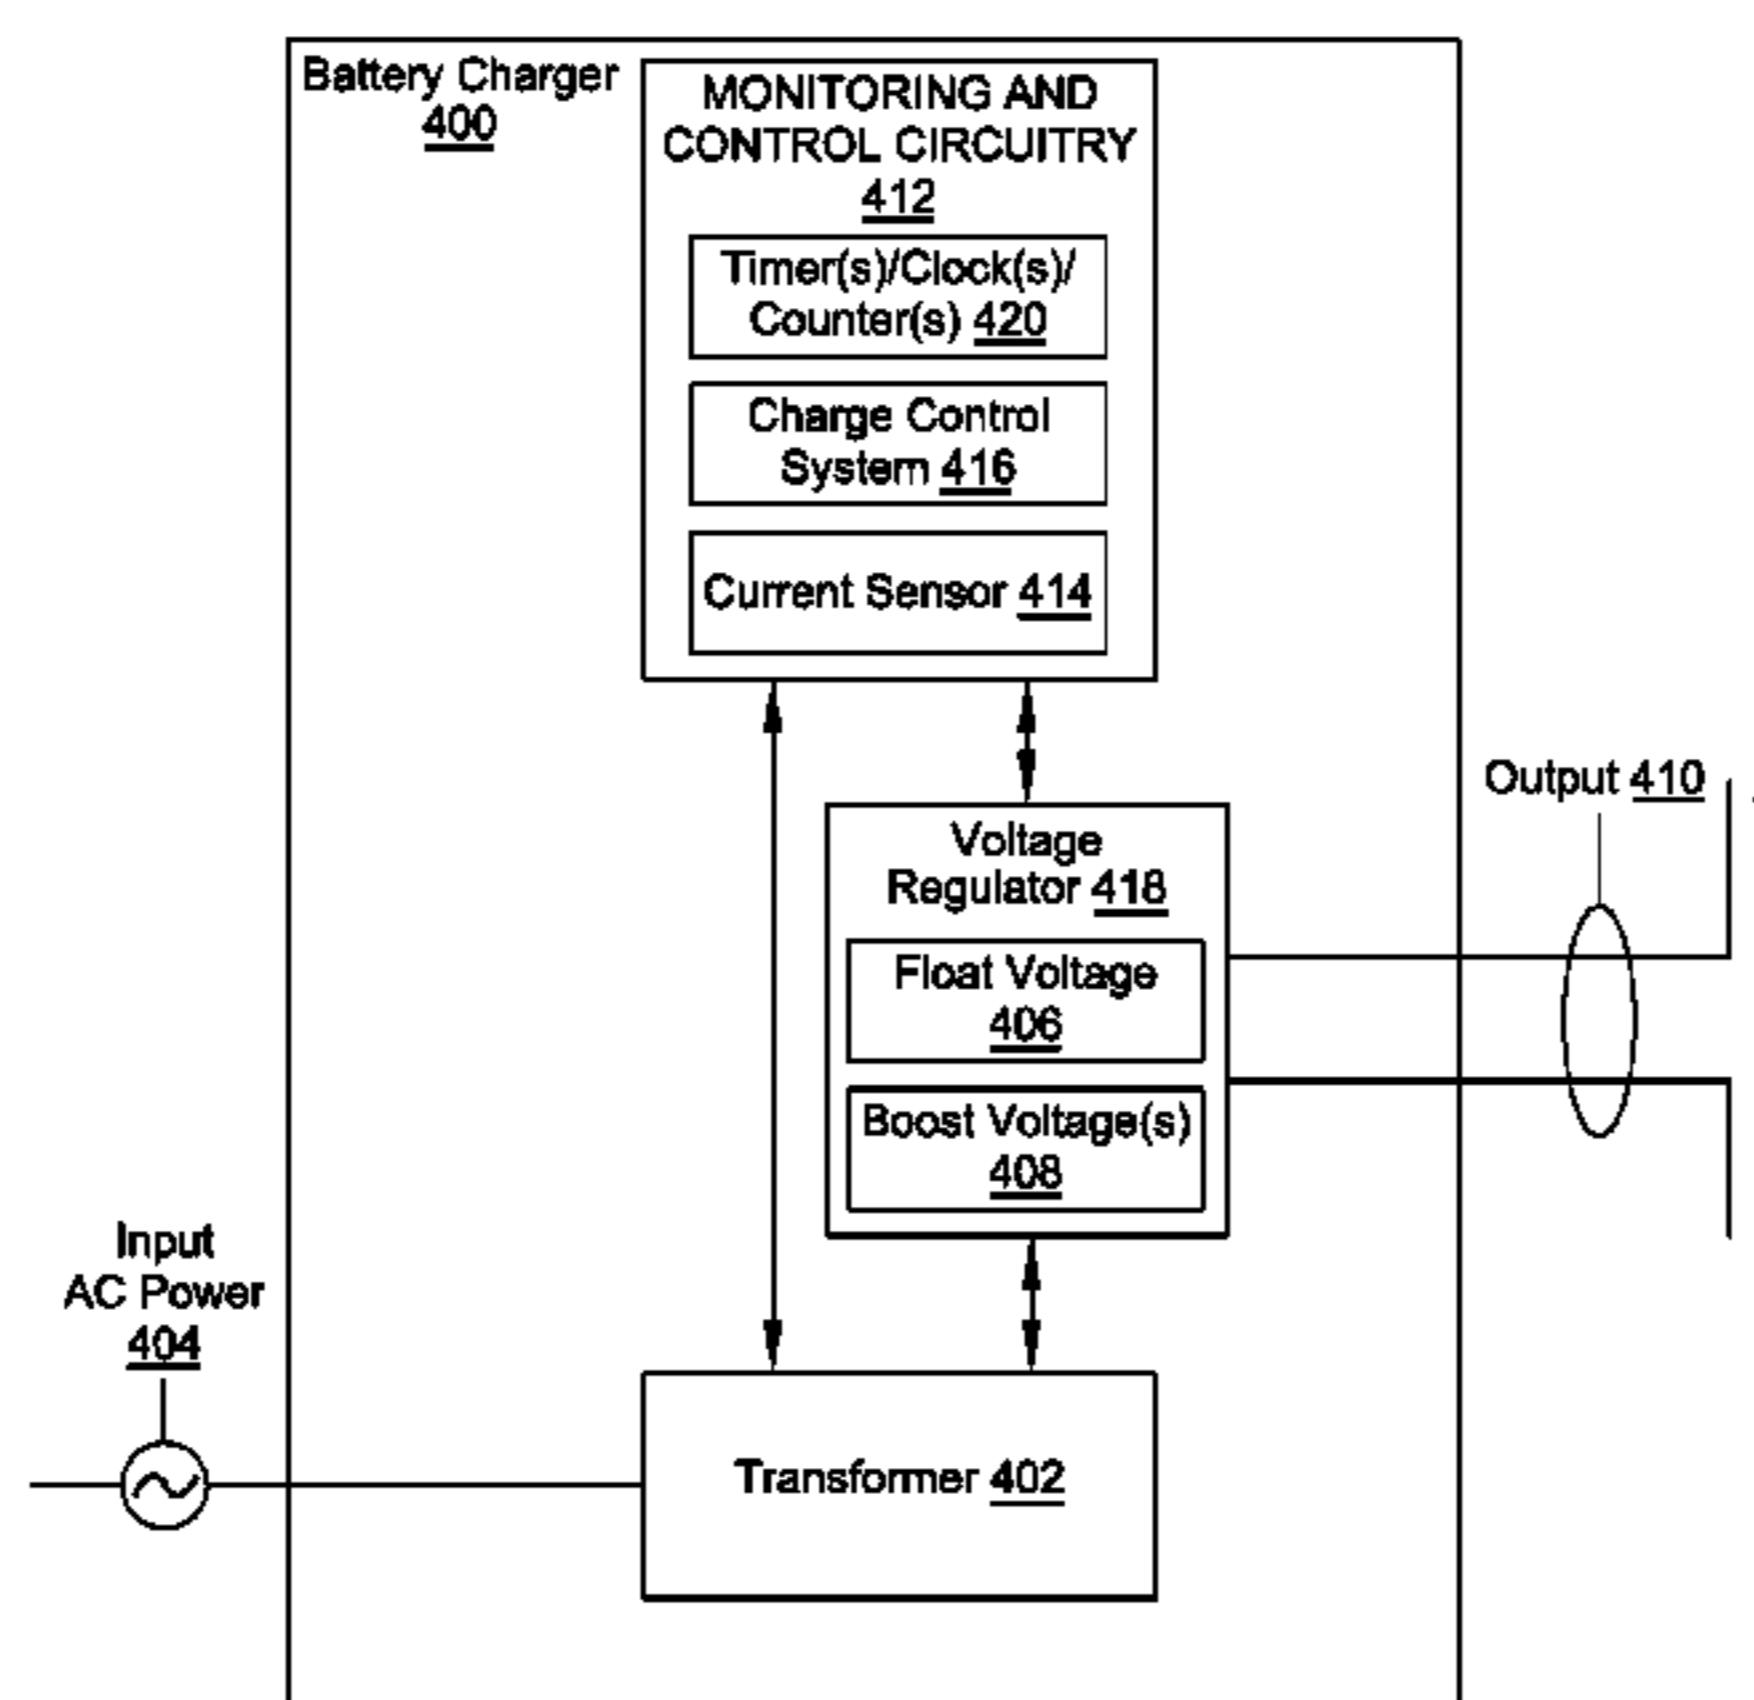 Battery Charger
400
MONITORING AND
CONTROL CIRCUITRY
412
Timer(s)/Clock(s)/
Counter(s) 420
Charge Control
System 416
Current Sensor 414
Output 410
Voltage
Regulator 418
Float Voltage
406
Boost Voltage(s)
408
Input
AC Power
404
Transformer 402